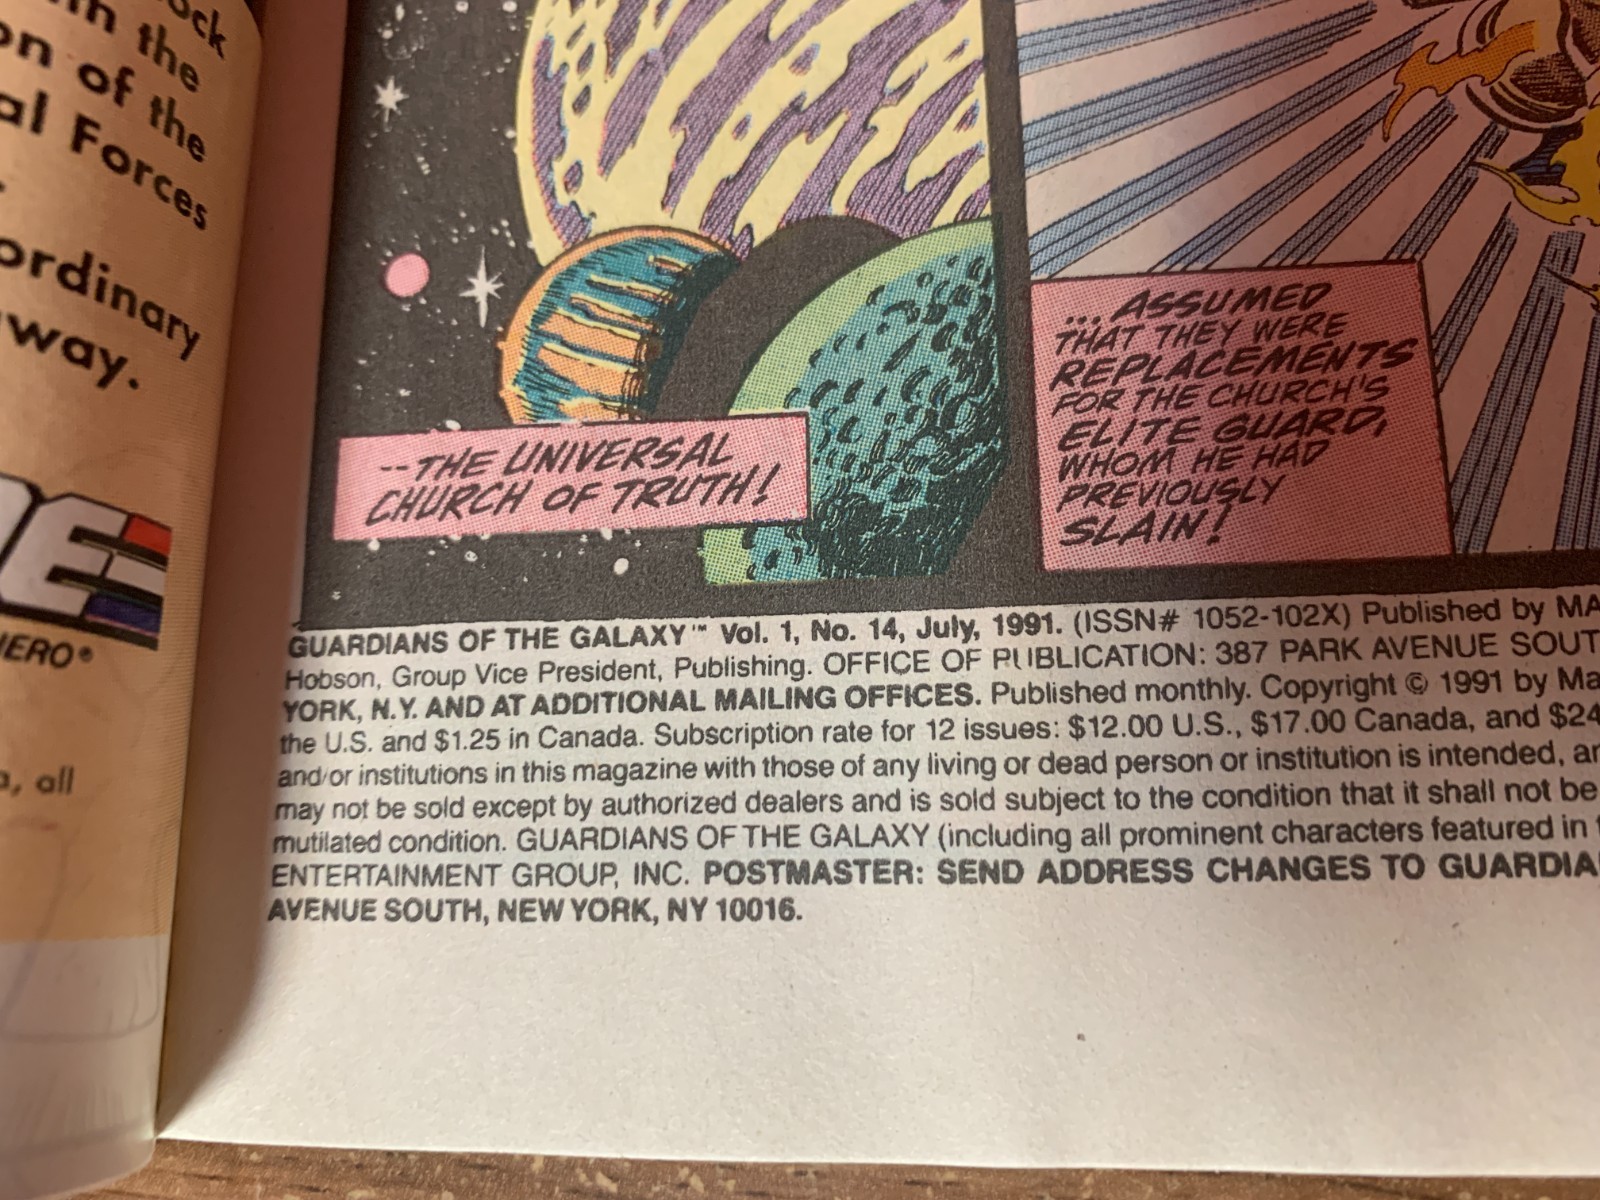 ock
th the
on of the
al Forces
ordinary
way.
HERO®
, all
--THE UNIVERSAL
CHURCH OF TRUTH!
... ASSUMED
THAT THEY WERE
REPLACEMENTS
FOR THE CHURCH'S
ELITE GUARD,
WHOM HE HAD
PREVIOUSLY
SLAIN!
GUARDIANS OF THE GALAXY™ Vol. 1, No. 14, July, 1991. (ISSN# 1052-102X) Published by MA
Hobson, Group Vice President, Publishing. OFFICE OF PUBLICATION: 387 PARK AVENUE SOUT
YORK, N.Y. AND AT ADDITIONAL MAILING OFFICES. Published monthly. Copyright © 1991 by Ma
the U.S. and $1.25 in Canada. Subscription rate for 12 issues: $12.00 U.S., $17.00 Canada, and $24
and/or institutions in this magazine with those of any living or dead person or institution is intended, an
may not be sold except by authorized dealers and is sold subject to the condition that it shall not be
mutilated condition. GUARDIANS OF THE GALAXY (including all prominent characters featured in t
ENTERTAINMENT GROUP, INC. POSTMASTER: SEND ADDRESS CHANGES TO GUARDIA
AVENUE SOUTH, NEW YORK, NY 10016.